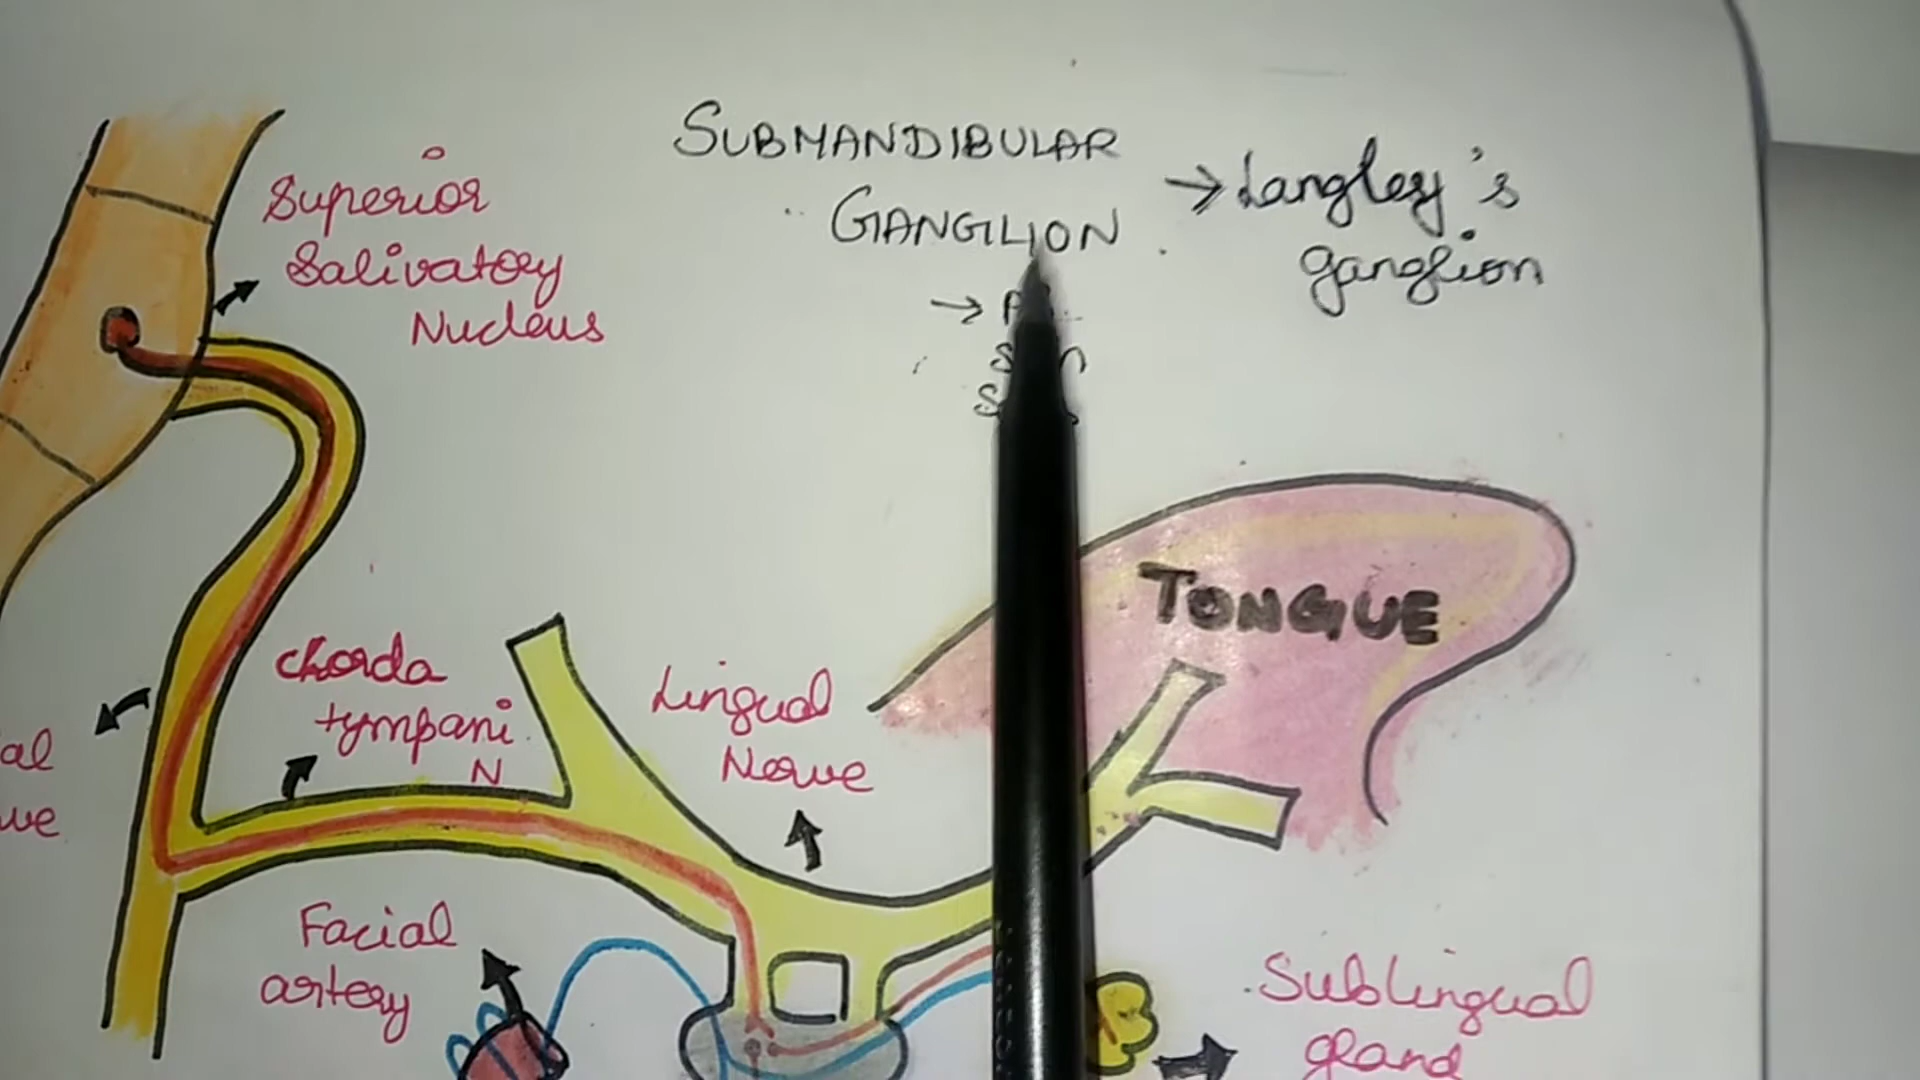 SUBMANDIBULAR
GANGLION
→ Langley's
ganglion
→
Superior
Salivatory
Nucleus
TONGUE
Chorda
tympani
N
Lingual
Nerve
Facial
artery
Sublingual
gland
al
ve